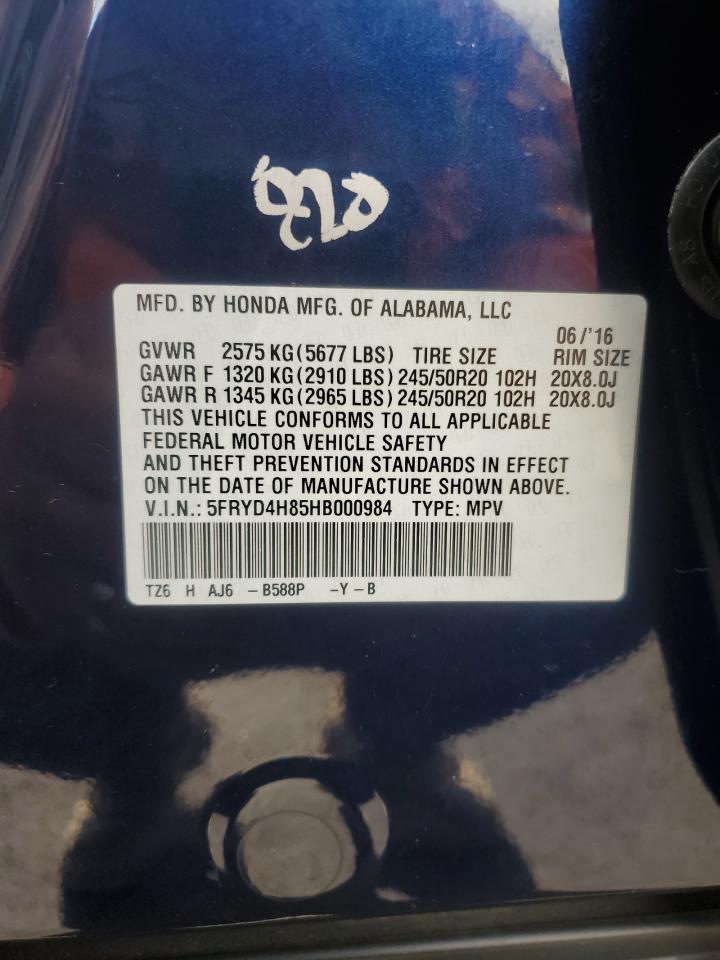 MFD. BY HONDA MFG. OF ALABAMA, LLC
06/'16
GVWR 2575 KG(5677 LBS) TIRE SIZE RIM SIZE
GAWR F 1320 KG(2910 LBS) 245/50R20 102H 20X8.0J
GAWR R 1345 KG(2965 LBS) 245/50R20 102H 20X8.0J
THIS VEHICLE CONFORMS TO ALL APPLICABLE
FEDERAL MOTOR VEHICLE SAFETY
AND THEFT PREVENTION STANDARDS IN EFFECT
ON THE DATE OF MANUFACTURE SHOWN ABOVE.
V.I.N.: 5FRYD4H85HB000984 TYPE: MPV
TZ6 H AJ6 -B588P -Y-B